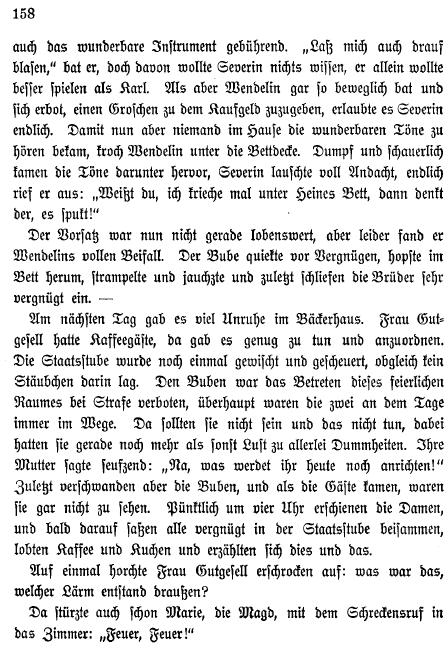 158
auch das wunderbare Instrument gebührend. „Laß mich auch drauf
blasen,“ bat er, doch davon wollte Severin nichts wissen, er allein wollte
besser spielen als Karl. Als aber Wendelin gar so beweglich bat und
sich erbot, einen Groschen zu dem Kaufgeld zuzugeben, erlaubte es Severin
endlich. Damit nun aber niemand im Hause die wunderbaren Töne zu
hören bekam, kroch Wendelin unter die Bettdecke. Dumpf und schauerlich
kamen die Töne darunter hervor, Severin lauschte voll Andacht, endlich
rief er aus: „Weißt du, ich krieche mal unter Heines Bett, dann denkt
der, es spukt!“
Der Vorsatz war nun nicht gerade lobenswert, aber leider fand er
Wendelins vollen Beifall. Der Bube quiekte vor Vergnügen, hopste im
Bett herum, strampelte und jauchzte und zuletzt schliefen die Brüder sehr
vergnügt ein. —
Am nächsten Tag gab es viel Unruhe im Bäckerhaus. Frau Gut-
gesell hatte Kaffeegäste, da gab es genug zu tun und anzuordnen.
Die Staatsstube wurde noch einmal gewischt und gescheuert, obgleich kein
Stäubchen darin lag. Den Buben war das Betreten dieses feierlichen
Raumes bei Strafe verboten, überhaupt waren die zwei an dem Tage
immer im Wege. Da sollten sie nicht sein und das nicht tun, dabei
hatten sie gerade noch mehr als sonst Lust zu allerlei Dummheiten. Ihre
Mutter sagte seufzend: „Na, was werdet ihr heute noch anrichten!“
Zuletzt verschwanden aber die Buben, und als die Gäste kamen, waren
sie gar nicht zu sehen. Pünktlich um vier Uhr erschienen die Damen,
und bald darauf saßen alle vergnügt in der Staatsstube beisammen,
lobten Kaffee und Kuchen und erzählten sich dies und das.
Auf einmal horchte Frau Gutgesell erschrocken auf: was war das,
welcher Lärm entstand draußen?
Da stürzte auch schon Marie, die Magd, mit dem Schreckensruf in
das Zimmer: „Feuer, Feuer!“